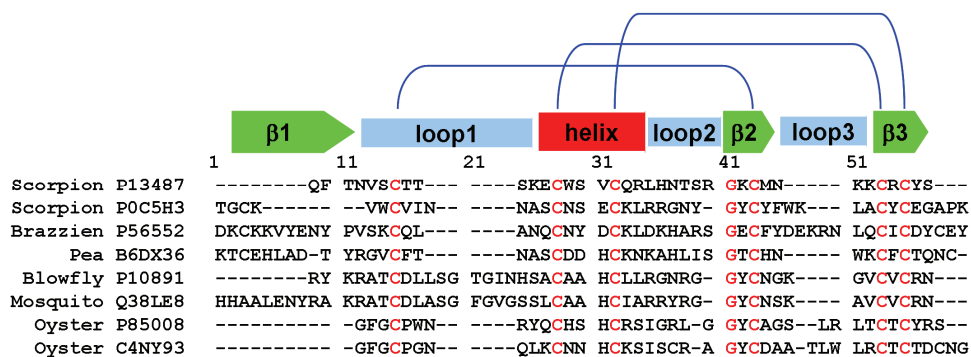 β1 loop1 helix loop2 β2 loop3 β3
1 11 21 31 41 51
Scorpion P13487 --------QF TNVSCTT--- -----SKECWS VCQRLHNTSR GKCMN----- KKCRCYS---
Scorpion P0C5H3 TGCK------ --VWCVIN-- -----NASCNS ECKLRRGNY- GYCYFWK--- LACYCEGAPK
Brazzien P56552 DKCKKVYENY PVSKCQL--- -----ANQCNY DCKLDKHARS GECFYDEKRN LQCICDYCEY
Pea B6DX36 KTCEHLAD-T YRGVCFT--- -----NASCDD HCKNKAHLIS GTCHN----- WKCFCTQNC-
Blowfly P10891 --------RY KRATCDLLSG TGINHSACAA HCLLRGNRG- GYCNGK---- GVCVCRN---
Mosquito Q38LE8 HHAALENYRA KRATCDLASG FGVGSSLCAA HCIARRYRG- GYCNSK---- AVCVCRN---
Oyster P85008 ---------- -GFGCPWN-- -----RYQCHS HCRSIGRL-G GYCAGS--LR LTCTCYRS--
Oyster C4NY93 ---------- -GFGCPGN-- -----QLKCNN HCKSISCR-A GYCDAA-TLW LRCTCTDCNG